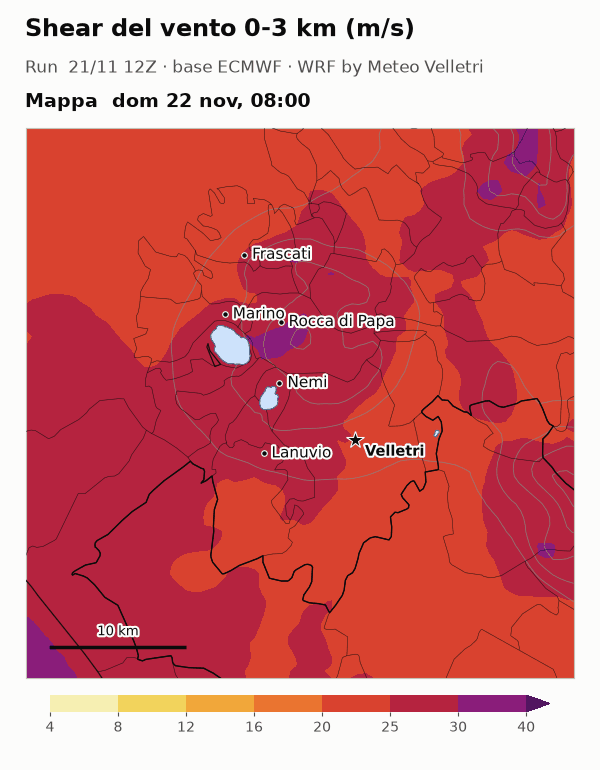 Shear del vento 0-3 km (m/s)
Run 21/11 12Z · base ECMWF · WRF by Meteo Velletri
Mappa dom 22 nov, 08:00
Frascati
Marino
Rocca di Papa
Nemi
Velletri
Lanuvio
10 km
4 8 12 16 20 25 30 40